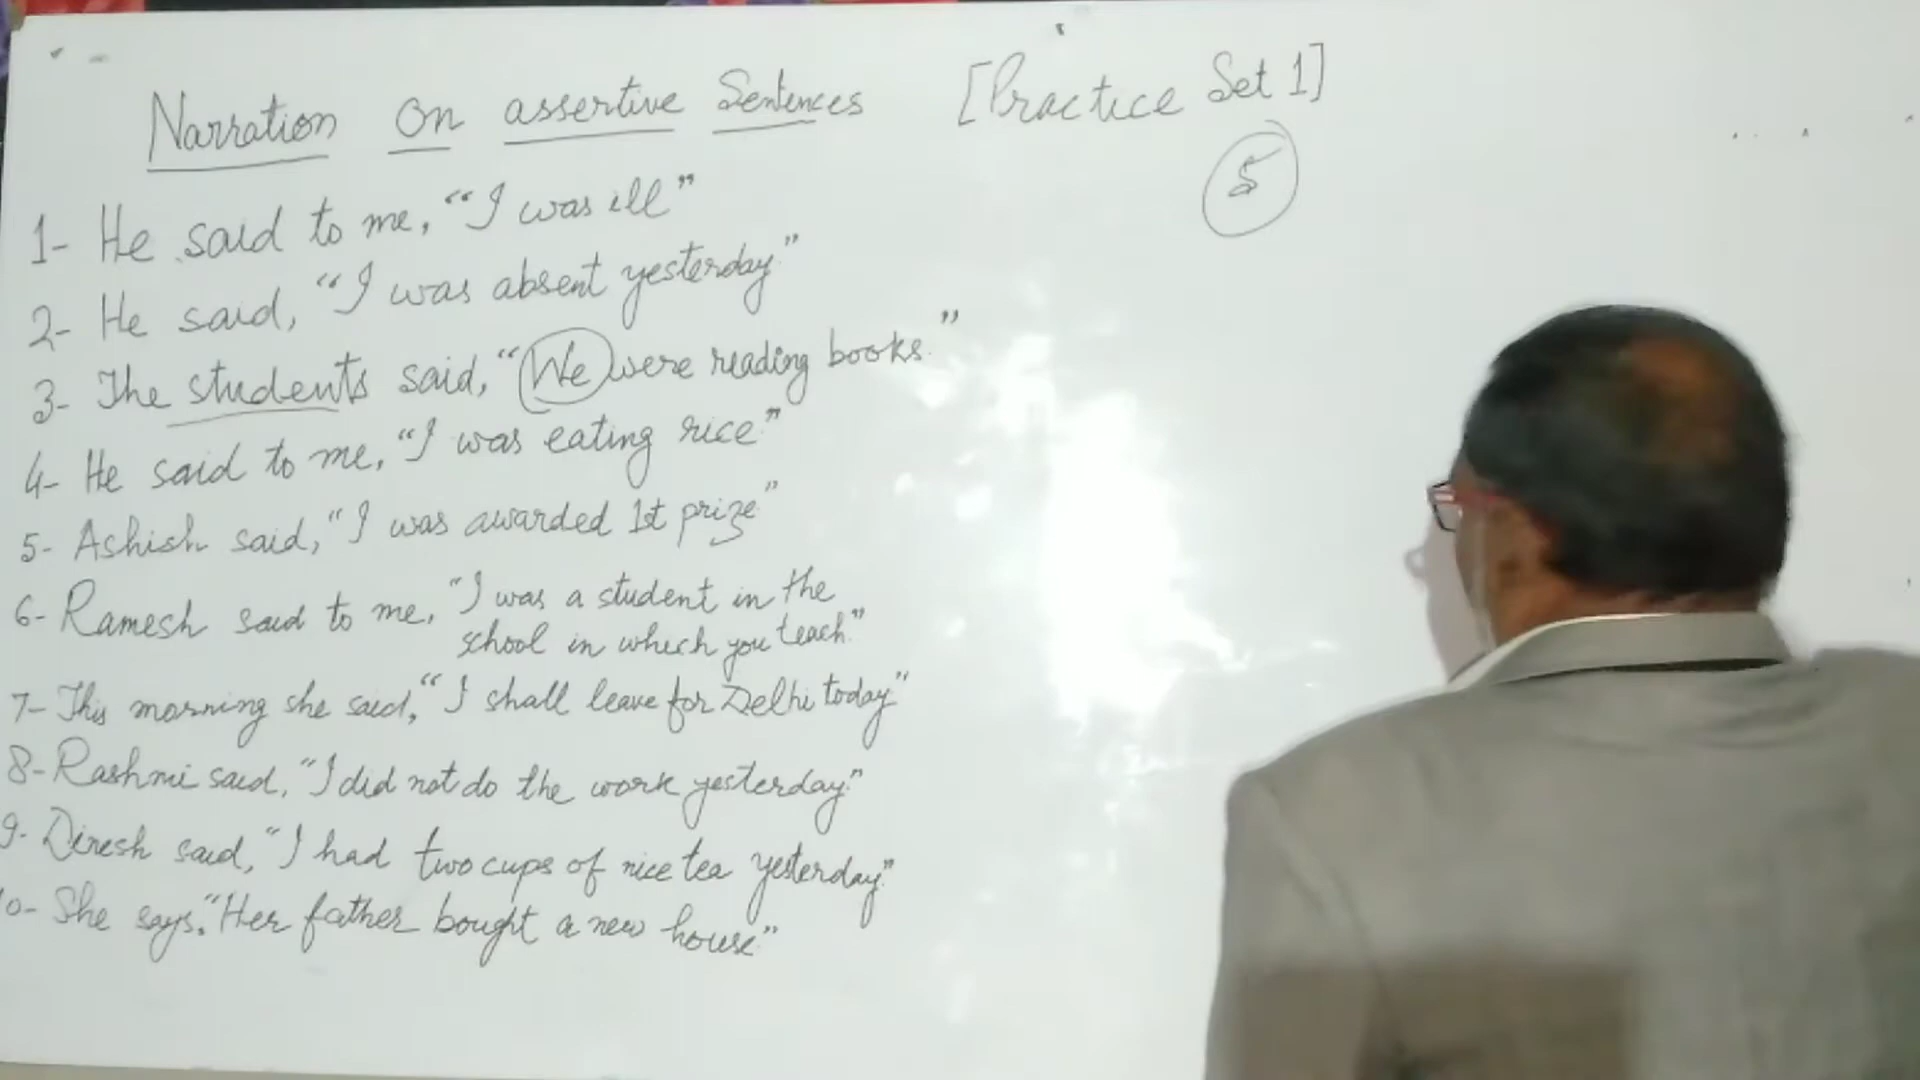 Narration on assertive Sentences [Practice Set 1]
5
1- He said to me, “I was ill”
2- He said, “I was absent yesterday.”
3- The students said, “We were reading books.”
4- He said to me, “I was eating rice.”
5- Ashish said, “I was awarded 1st prize”
6- Ramesh said to me, “I was a student in the
school in which you teach.”
7- This morning she said, “I shall leave for Delhi today.”
8- Rashmi said, “I did not do the work yesterday.”
9- Dinesh said, “I had two cups of nice tea yesterday.”
10- She says, “Her father bought a new house.”